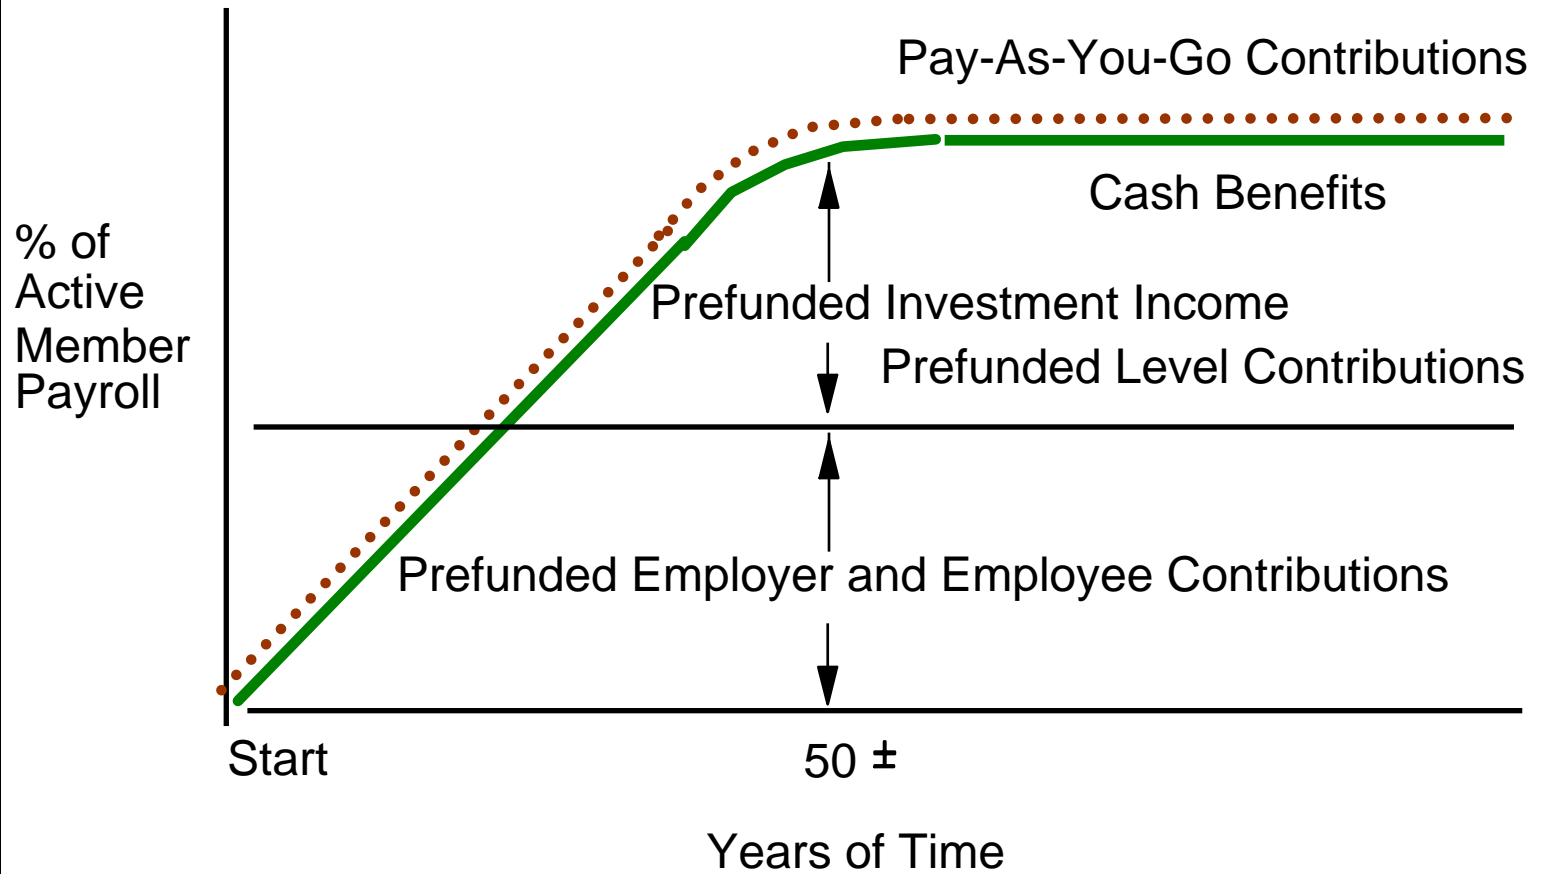 Pay-As-You-Go Contributions
Cash Benefits
% of
Active
Member
Payroll
Prefunded Investment Income
Prefunded Level Contributions
Prefunded Employer and Employee Contributions
Start
50 ±
Years of Time